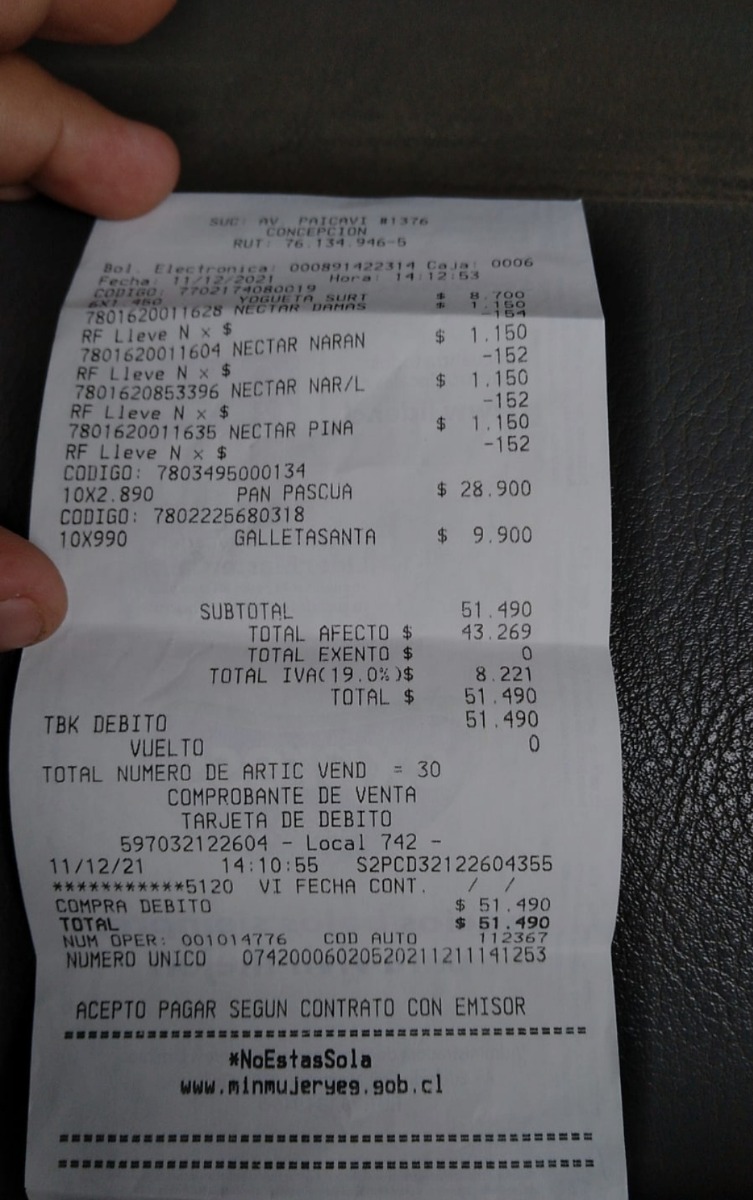 SUC: AV. PAICAVI #1376
CONCEPCION
RUT: 76.134.946-5
Bol. Electronica: 000891422314 Caja: 0006
Fecha: 11/12/2021 Hora: 14:12:53
CODIGO: 7702174080019
6X1.450 YOGUETA SURT $ 8.700
7801620011628 NECTAR DAMAS $ 1.150
-154
RF Lleve N x $
7801620011604 NECTAR NARAN $ 1.150
-152
RF Lleve N x $
7801620853396 NECTAR NAR/L $ 1.150
-152
RF Lleve N x $
7801620011635 NECTAR PINA $ 1.150
-152
RF Lleve N x $
CODIGO: 7803495000134
10X2.890 PAN PASCUA $ 28.900
CODIGO: 7802225680318
10X990 GALLETASANTA $ 9.900
SUBTOTAL 51.490
TOTAL AFECTO $ 43.269
TOTAL EXENTO $ 0
TOTAL IVA(19.0%)$ 8.221
TOTAL $ 51.490
TBK DEBITO 51.490
VUELTO 0
TOTAL NUMERO DE ARTIC VEND = 30
COMPROBANTE DE VENTA
TARJETA DE DEBITO
597032122604 - Local 742 -
11/12/21 14:10:55 S2PCD32122604355
***********5120 VI FECHA CONT. / /
COMPRA DEBITO $ 51.490
TOTAL $ 51.490
NUM OPER: 001014776 COD AUTO 112367
NUMERO UNICO 07420006020520211211141253
ACEPTO PAGAR SEGUN CONTRATO CON EMISOR
*NoEstasSola
www.minmujeryeg.gob.cl